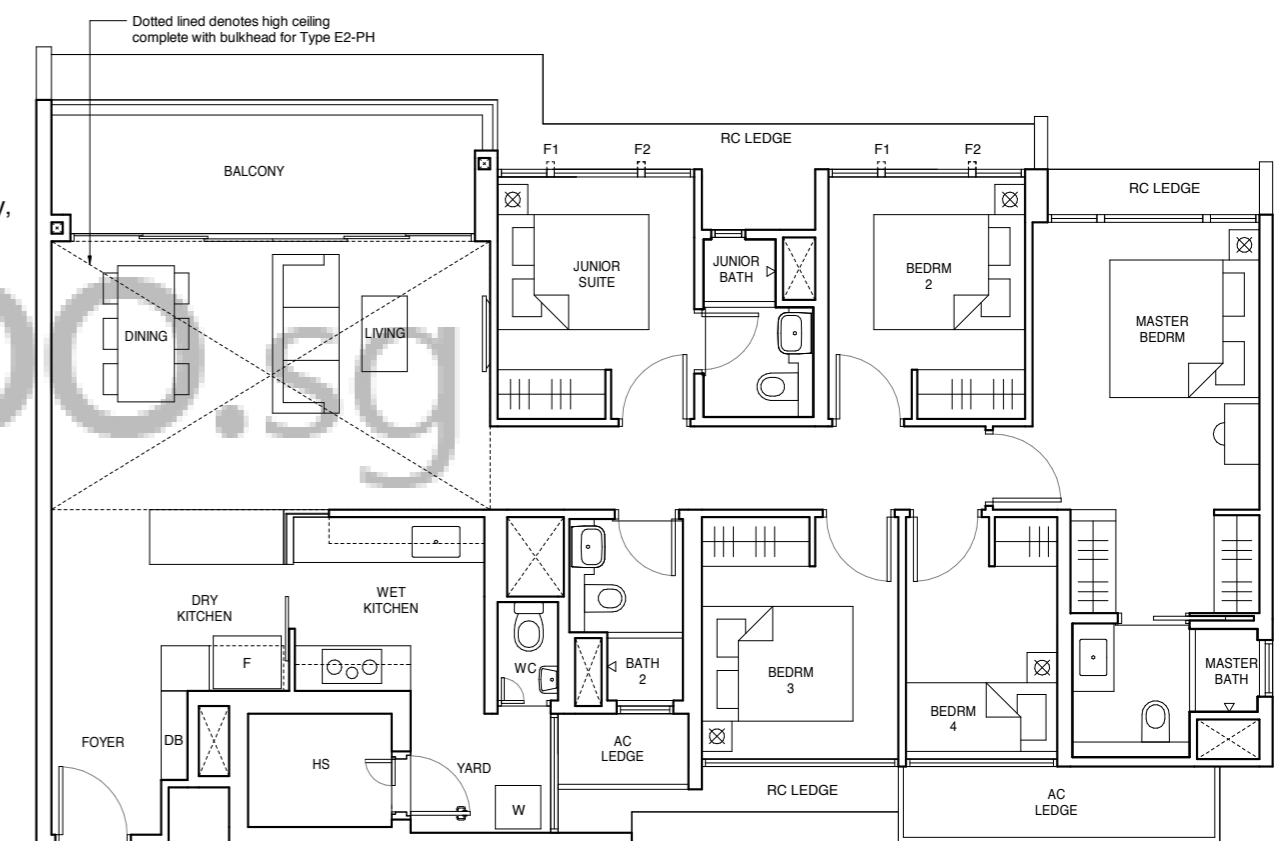 Dotted lined denotes high ceiling
complete with bulkhead for Type E2-PH
RC LEDGE
F1
F2
F1
F2
BALCONY
RC LEDGE
y,
JUNIOR
SUITE
JUNIOR
BATH
BEDRM
2
MASTER
BEDRM
DINING
LIVING
oo.sg
DRY
KITCHEN
WET
KITCHEN
F
WC
BATH
2
BEDRM
3
BEDRM
4
MASTER
BATH
FOYER
DB
HS
YARD
W
AC
LEDGE
RC LEDGE
AC
LEDGE